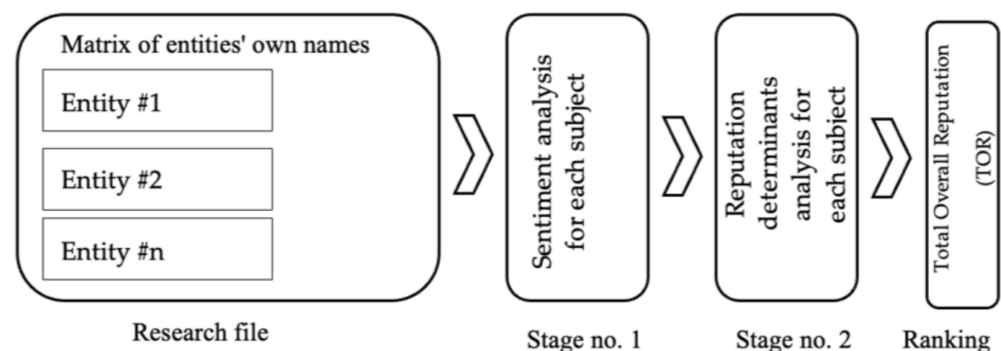 Matrix of entities' own names
Entity #1
Entity #2
Entity #n
Research file
Sentiment analysis
for each subject
Stage no. 1
Reputation
determinants
analysis for
each subject
Stage no. 2
Total Overall Reputation
(TOR)
Ranking